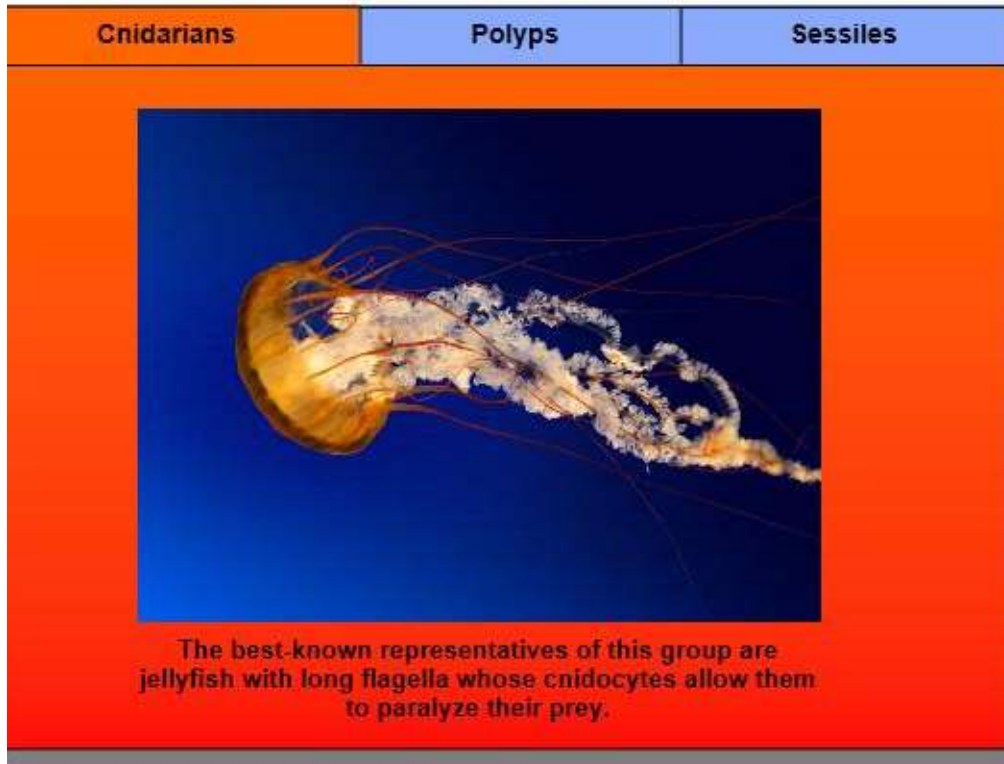 Cnidarians
Polyps
Sessiles
The best-known representatives of this group are
jellyfish with long flagella whose cnidocytes allow them
to paralyze their prey.